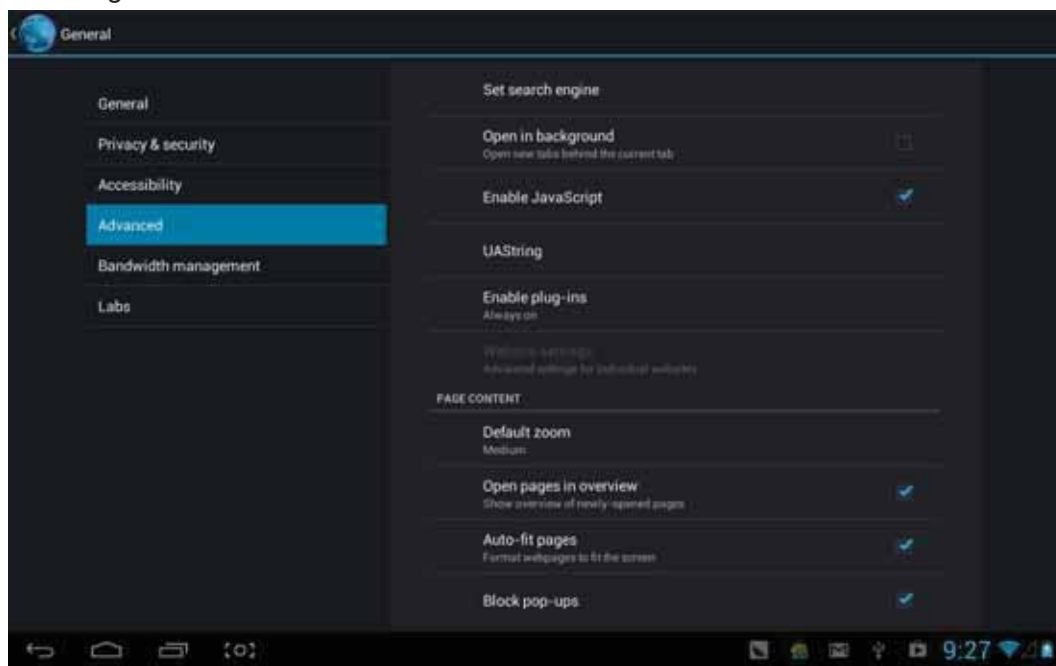 General
General
Privacy & security
Accessibility
Advanced
Bandwidth management
Labs
Set search engine
Open in background
Open new tabs behind the current tab
Enable JavaScript
UAString
Enable plug-ins
Always on
Website settings
Advanced settings for individual websites
PAGE CONTENT
Default zoom
Medium
Open pages in overview
Show overview of newly-opened pages
Auto-fit pages
Format webpages to fit the screen
Block pop-ups
9:27